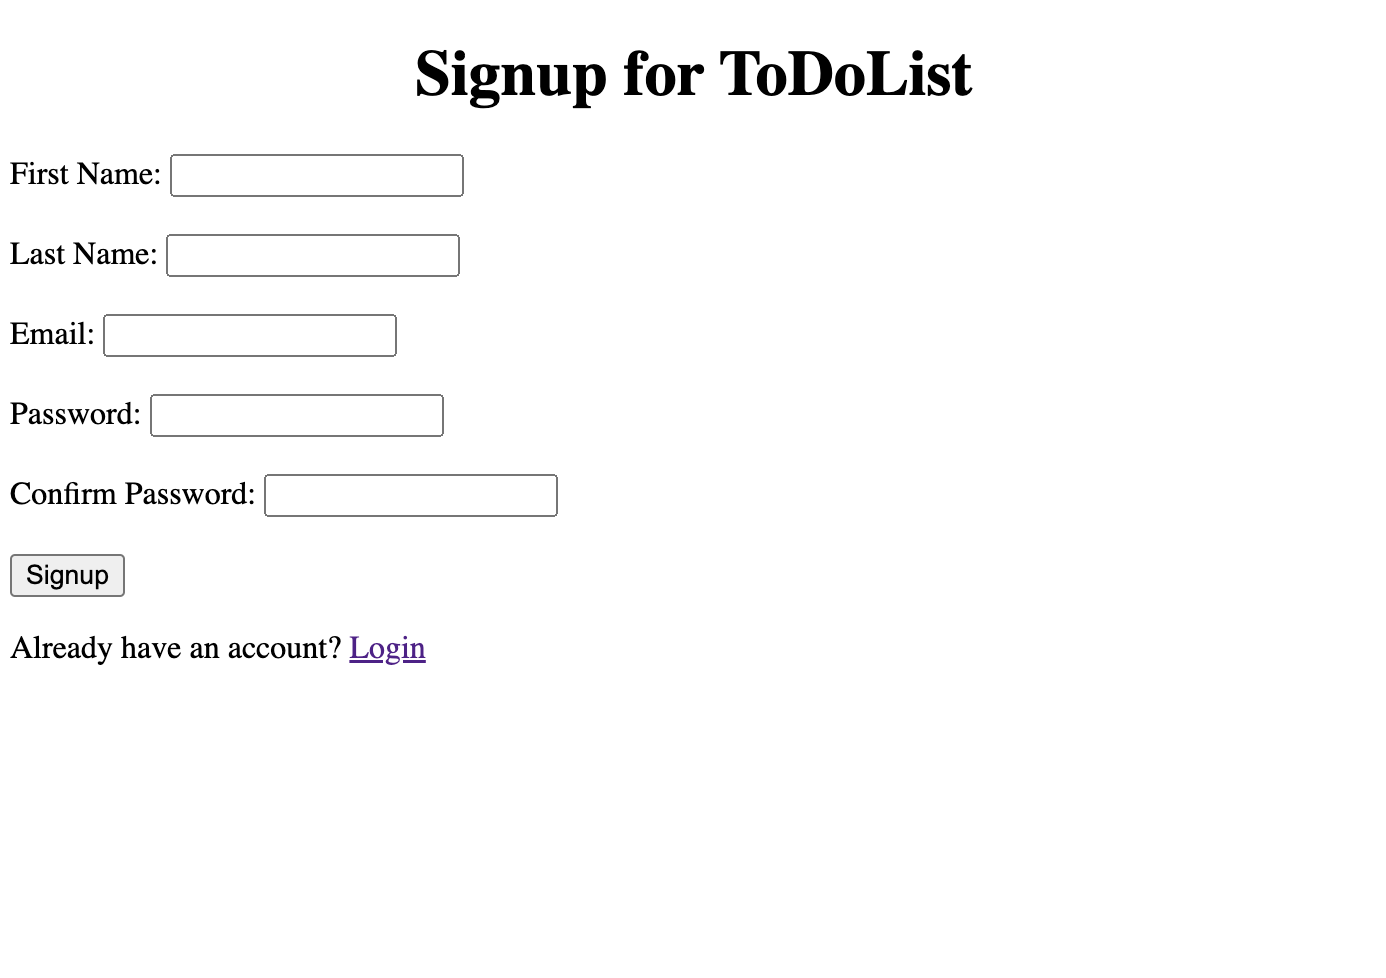 Signup for ToDoList
First Name:
Last Name:
Email:
Password:
Confirm Password:
Signup
Already have an account? Login